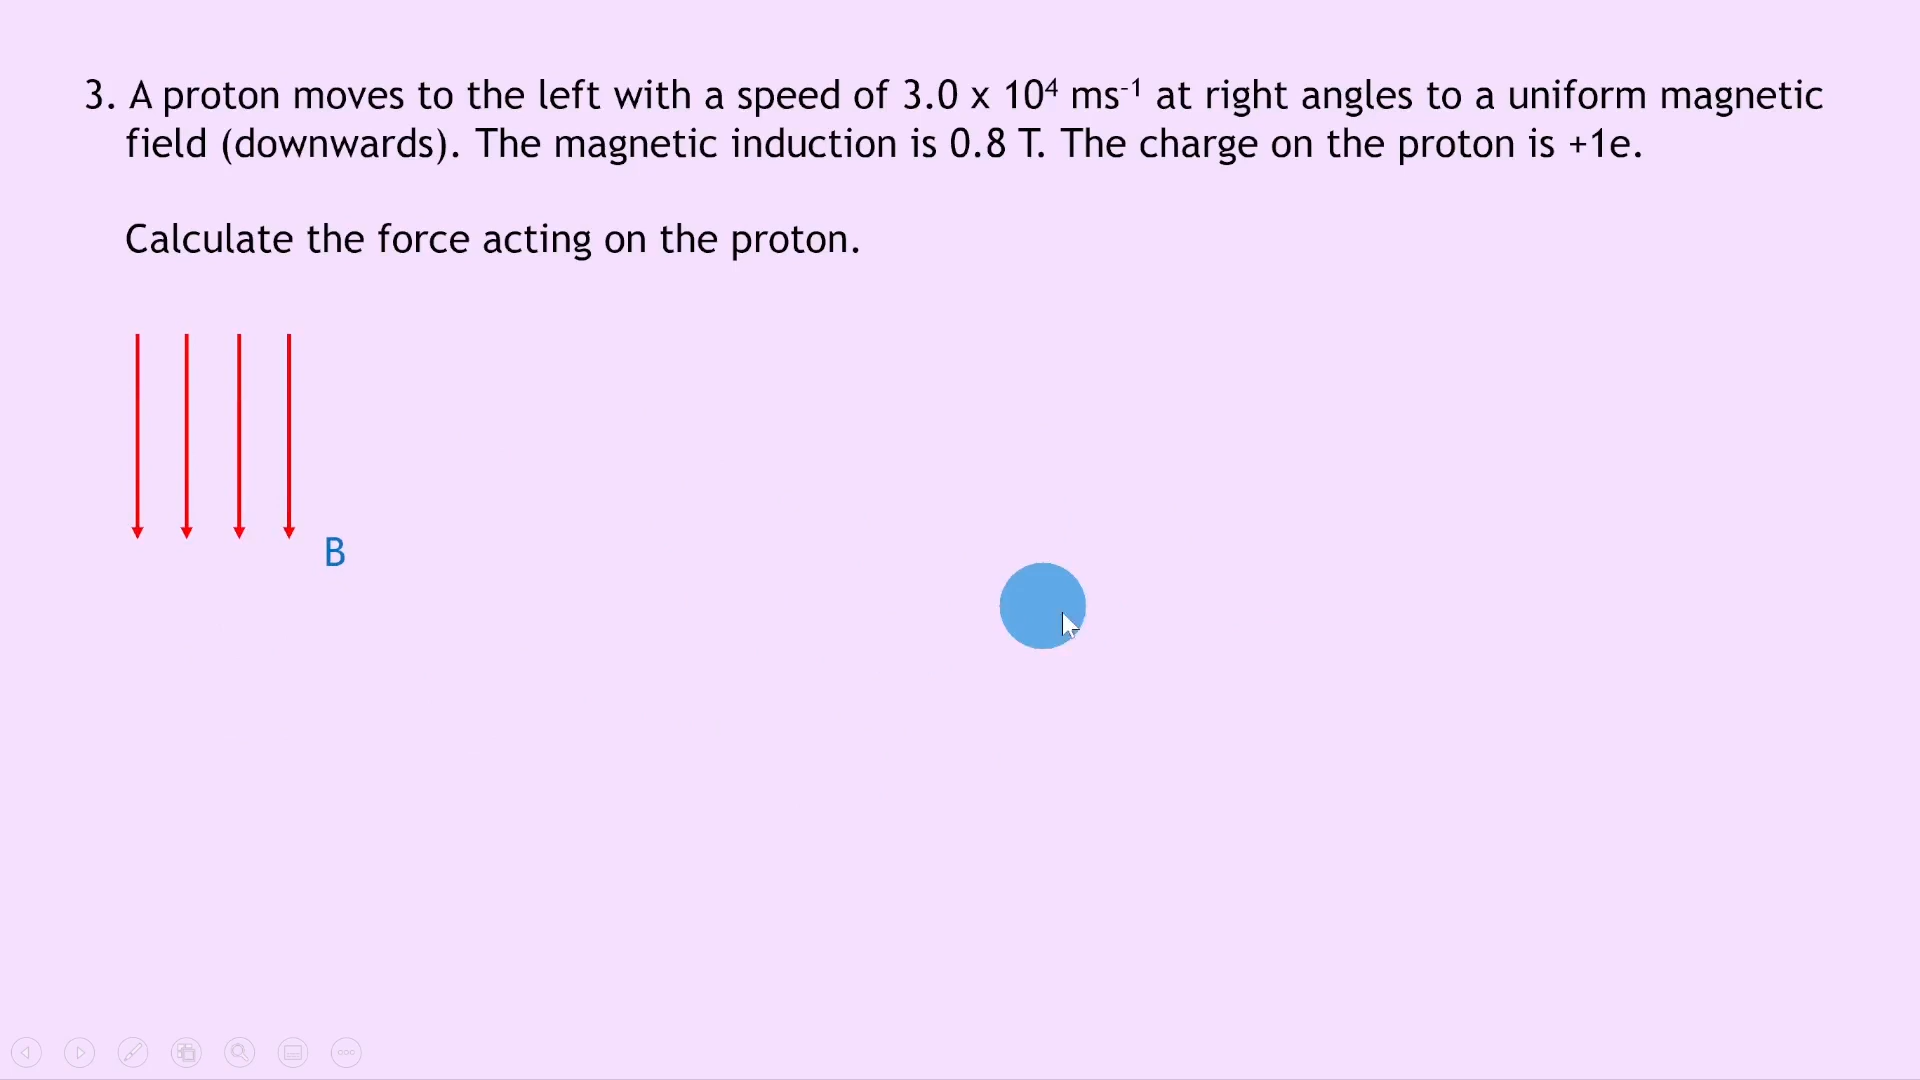 3. A proton moves to the left with a speed of 3.0 x 10⁴ ms⁻¹ at right angles to a uniform magnetic
field (downwards). The magnetic induction is 0.8 T. The charge on the proton is +1e.
Calculate the force acting on the proton.
B